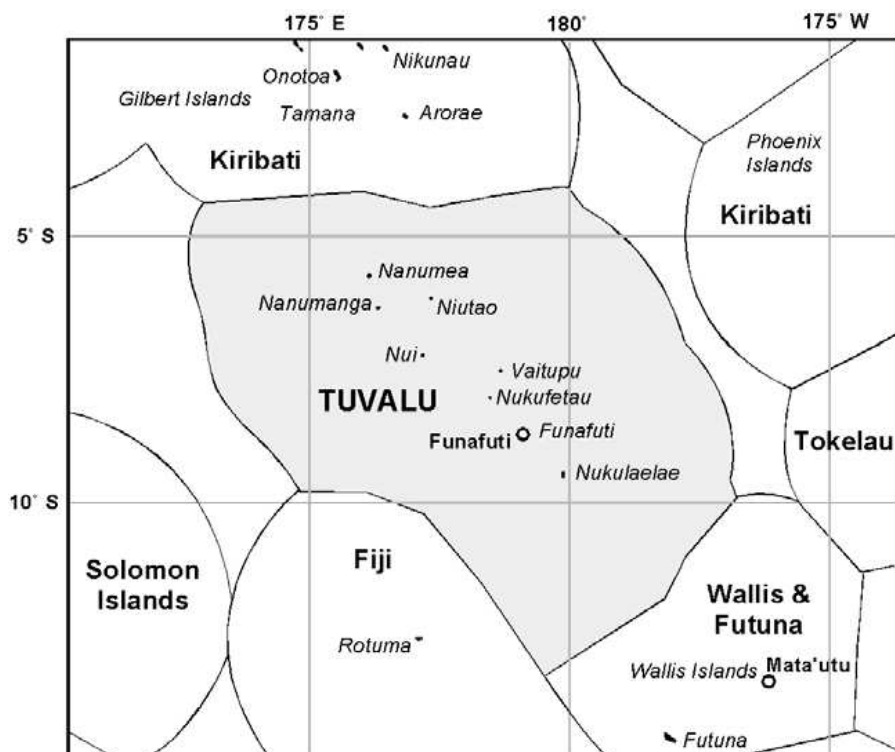 175° E
180°
175° W
Onotoa
Nikunau
Gilbert Islands
Tamana
Arorae
Kiribati
Phoenix
Islands
Kiribati
5° S
Nanumea
Nanumanga
Niutao
Nui
Vaitupu
TUVALU
Nukufetau
Funafuti
Funafuti
Tokelau
Nukulaelae
10° S
Solomon
Islands
Fiji
Wallis &
Futuna
Rotuma
Wallis Islands
Mata'utu
Futuna